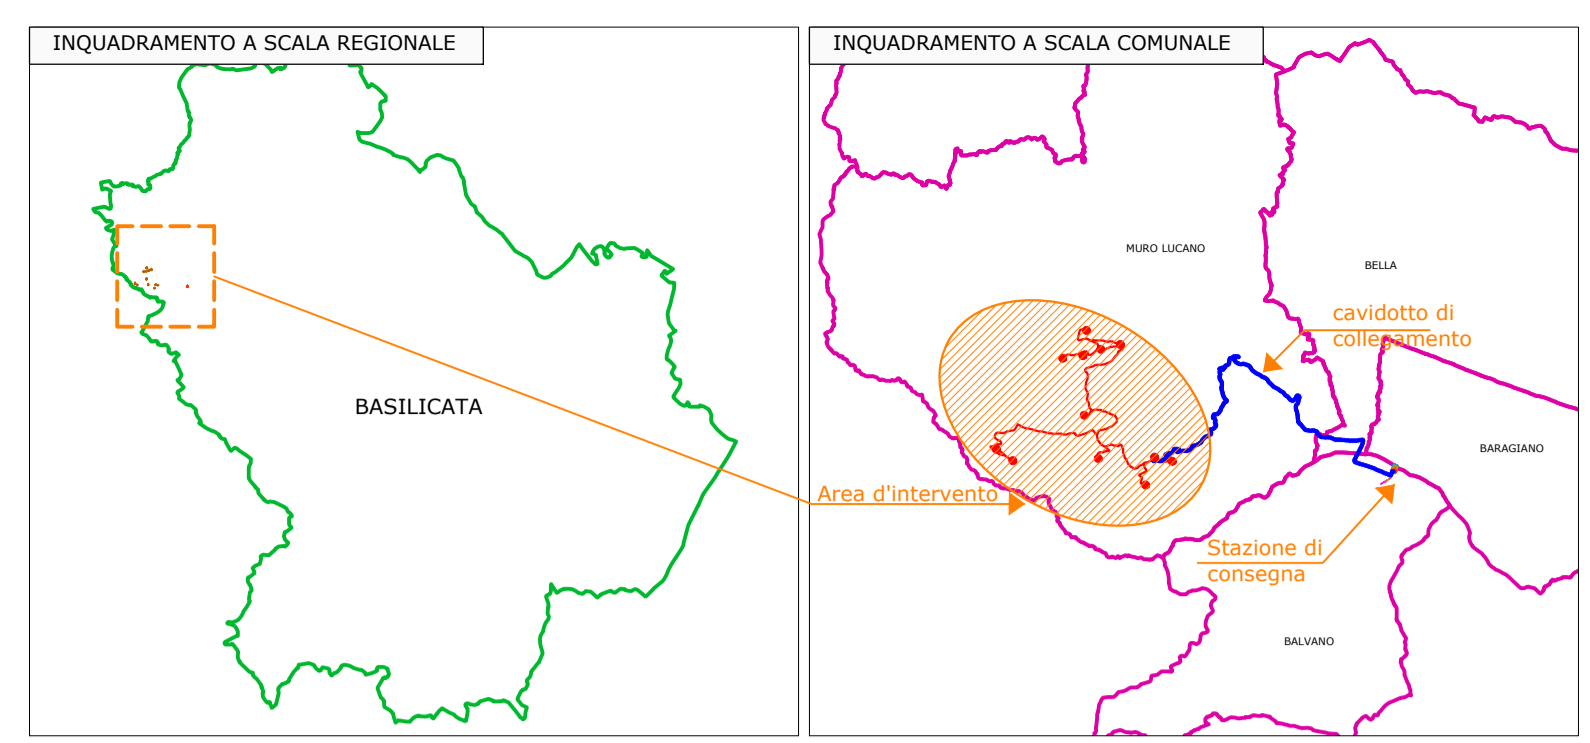 INQUADRAMENTO A SCALA REGIONALE
BASILICATA
INQUADRAMENTO A SCALA COMUNALE
MURO LUCANO
BELLA
cavidotto di
collegamento
BARAGIANO
Area d'intervento
Stazione di
consegna
BALVANO